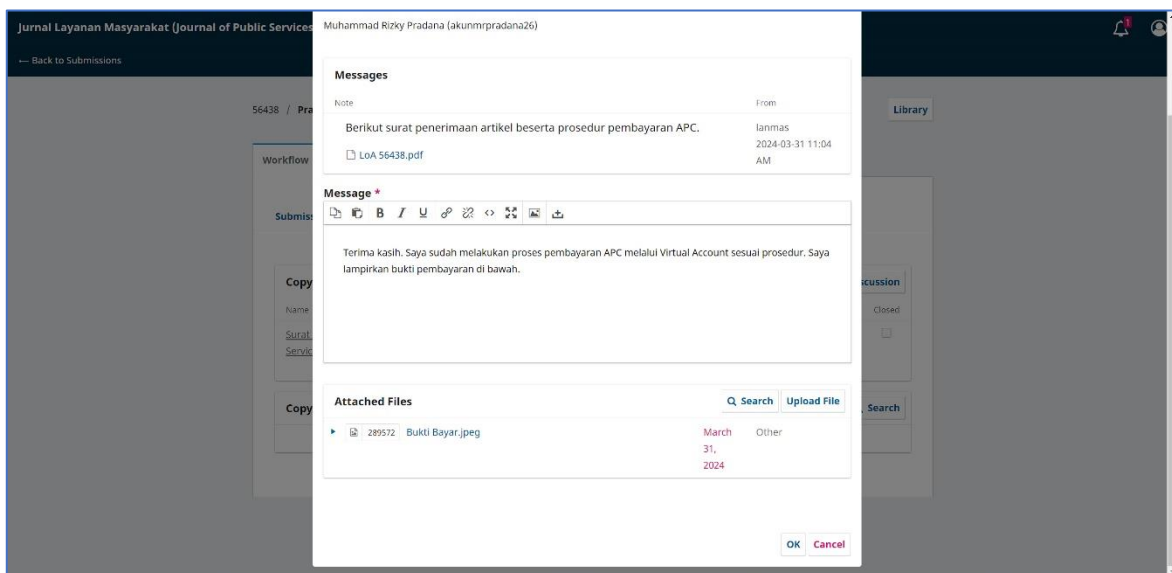 Jurnal Layanan Masyarakat (Journal of Public Services
1
← Back to Submissions
Muhammad Rizky Pradana (akunmrpradana26)
Messages
Note
From
Berikut surat penerimaan artikel beserta prosedur pembayaran APC.
lanmas
2024-03-31 11:04
AM
LoA 56438.pdf
56438 / Pra
Library
Workflow
Submiss
Message *
B I U
Terima kasih. Saya sudah melakukan proses pembayaran APC melalui Virtual Account sesuai prosedur. Saya
lampirkan bukti pembayaran di bawah.
Copy
scussion
Name
Closed
Surat
Servic
Attached Files
Search
Upload File
Copy
Search
289572 Bukti Bayar.jpeg
March
31,
2024
Other
OK
Cancel